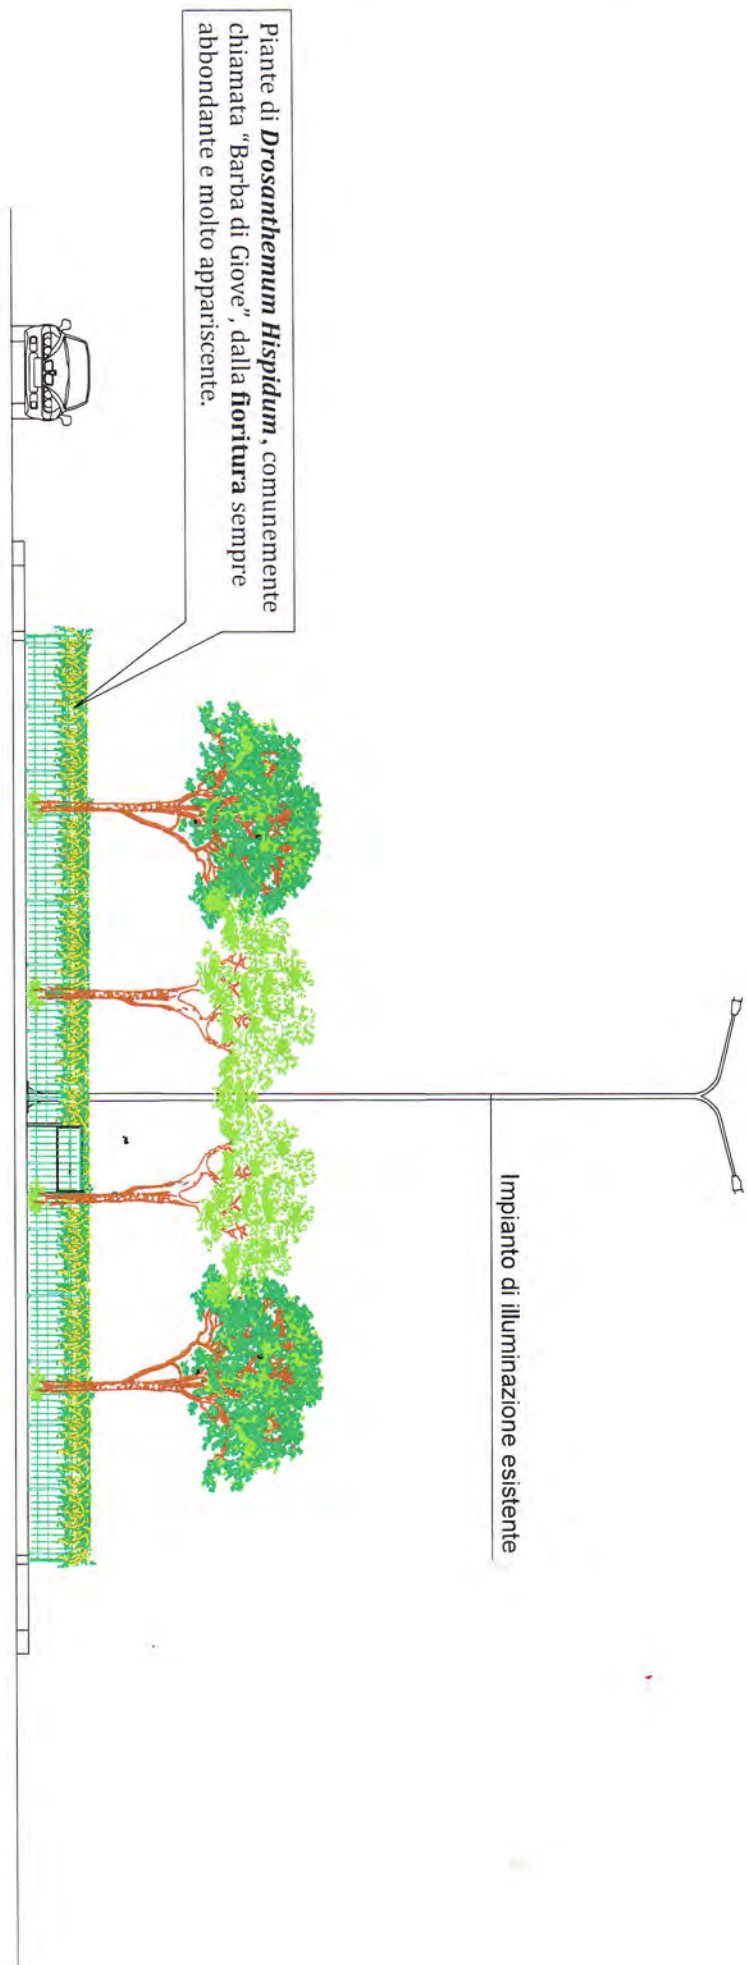 Piante di Drosanthemum Hispidum, comunemente
chiamata “Barba di Giove”, dalla fioritura sempre
abbondante e molto appariscente.
Impianto di illuminazione esistente